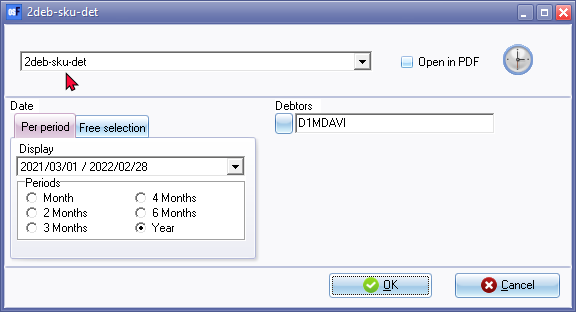 2deb-sku-det
2deb-sku-det
Open in PDF
Date
Debtors
Per period
Free selection
D1MDAVI
Display
2021/03/01 / 2022/02/28
Periods
Month
4 Months
2 Months
6 Months
3 Months
Year
OK
Cancel